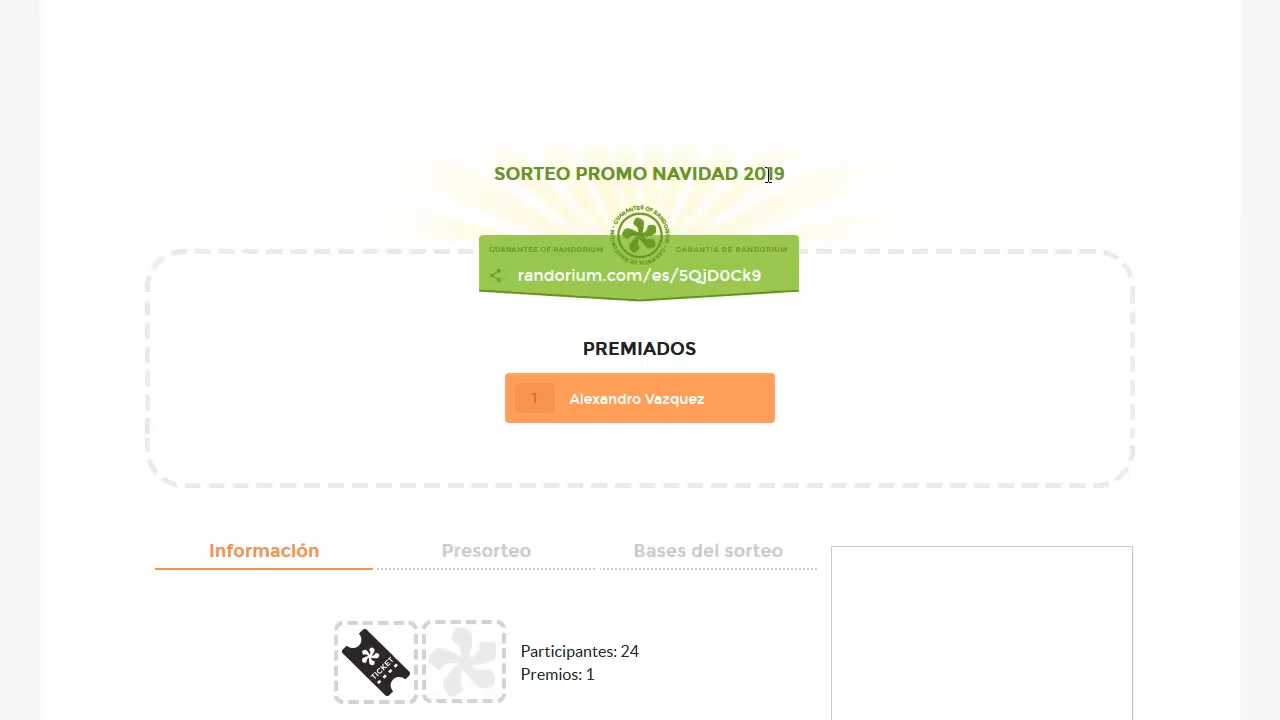 SORTEO PROMO NAVIDAD 2019
GUARANTEE OF RANDORIUM
GARANTÍA DE RANDORIUM
randorium.com/es/5QjD0Ck9
PREMIADOS
1 Alexandro Vazquez
Información Presorteo Bases del sorteo
TICKET
Participantes: 24
Premios: 1